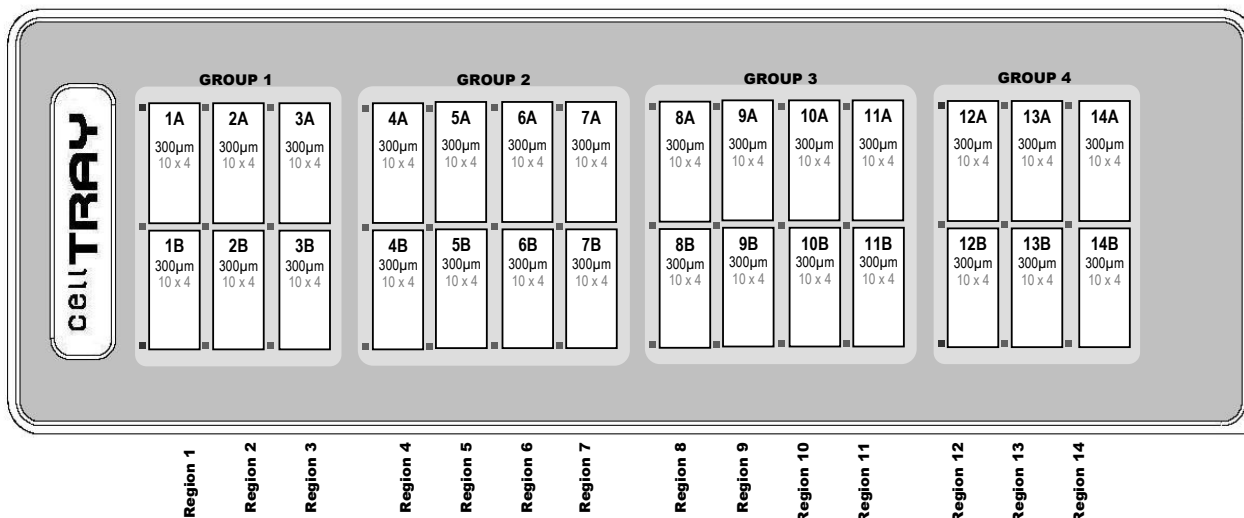 cellTRAY
GROUP 1
GROUP 2
GROUP 3
GROUP 4
1A
300µm
10 x 4
2A
300µm
10 x 4
3A
300µm
10 x 4
4A
300µm
10 x 4
5A
300µm
10 x 4
6A
300µm
10 x 4
7A
300µm
10 x 4
8A
300µm
10 x 4
9A
300µm
10 x 4
10A
300µm
10 x 4
11A
300µm
10 x 4
12A
300µm
10 x 4
13A
300µm
10 x 4
14A
300µm
10 x 4
1B
300µm
10 x 4
2B
300µm
10 x 4
3B
300µm
10 x 4
4B
300µm
10 x 4
5B
300µm
10 x 4
6B
300µm
10 x 4
7B
300µm
10 x 4
8B
300µm
10 x 4
9B
300µm
10 x 4
10B
300µm
10 x 4
11B
300µm
10 x 4
12B
300µm
10 x 4
13B
300µm
10 x 4
14B
300µm
10 x 4
Region 1
Region 2
Region 3
Region 4
Region 5
Region 6
Region 7
Region 8
Region 9
Region 10
Region 11
Region 12
Region 13
Region 14